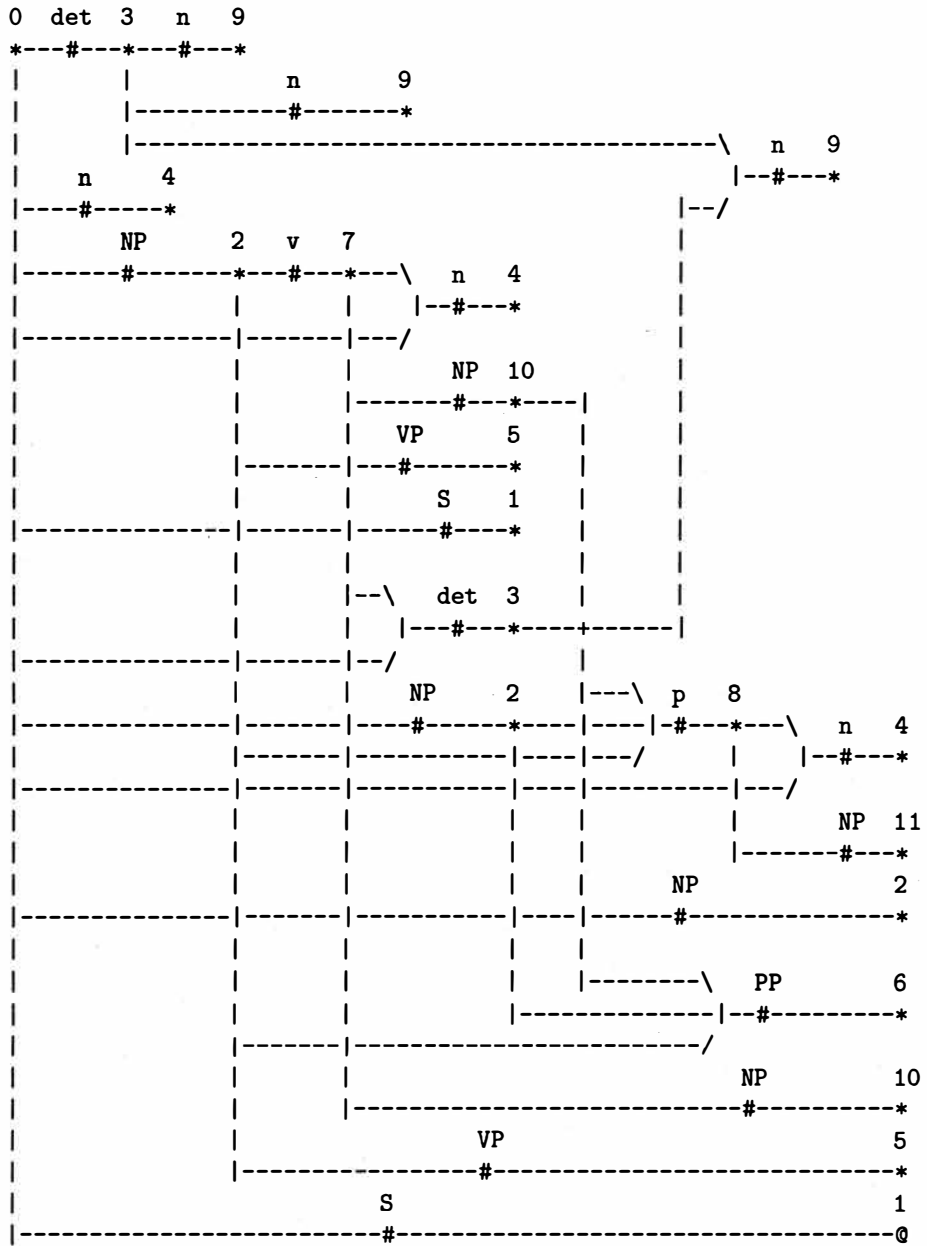 0 det 3 n 9
*---#---*---#---*
| | n 9
| |-----------#-------*
| |-----------------------------------------\ n 9
| n 4 |--#---*
|----#------* |--/
| NP 2 v 7 |
|-------#-------*---#---*---\ n 4 |
| | | |--#---* |
|---------------|-------|---/ |
| | | NP 10 |
| | |-------#---*----| |
| | | VP 5 | |
| |-------|---#-------* | |
| | | S 1 | |
|---------------|-------|------#----* | |
| | | | |
| | |--\ det 3 | |
| | | |---#---*----+------|
|---------------|-------|--/ |
| | | NP 2 |---\ p 8
|---------------|-------|----#------*----|----|-#---*---\ n 4
| |-------|-----------|----|---/ | |--#---*
|---------------|-------|-----------|----|----------|---/
| | | | | | NP 11
| | | | | |-------#---*
| | | | | NP 2
|---------------|-------|-----------|----|------#---------------*
| | | | |
| | | | |--------\ PP 6
| | | |--------------|--#---------*
| |-------|------------------------/
| | | NP 10
| | |----------------------------#----------*
| | VP 5
| |-----------------#-----------------------------*
| S 1
|--------------------------#------------------------------------@